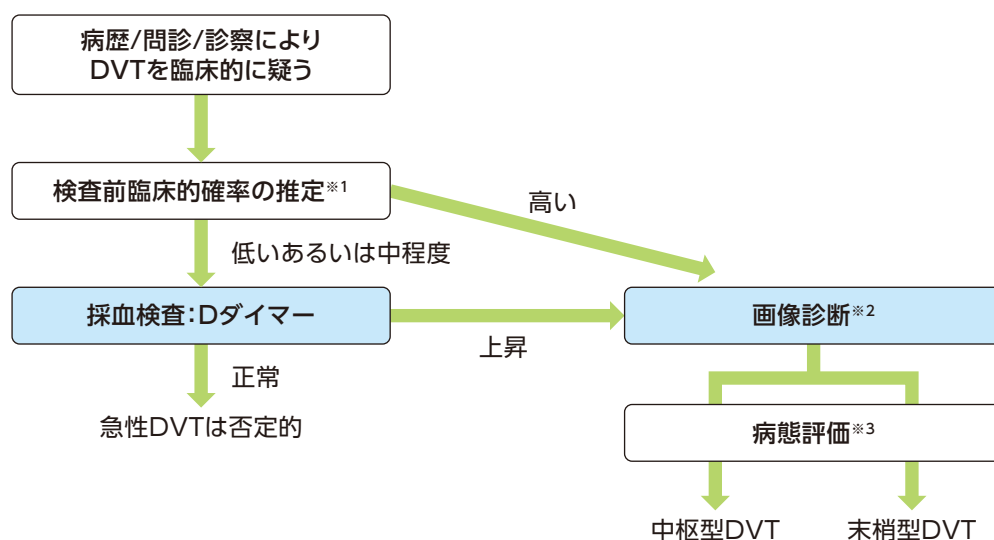 病歴/問診/診察により
DVTを臨床的に疑う
検査前臨床的確率の推定※1
高い
低いあるいは中程度
採血検査：Dダイマー
上昇
画像診断※2
正常
急性DVTは否定的
病態評価※3
中枢型DVT
末梢型DVT